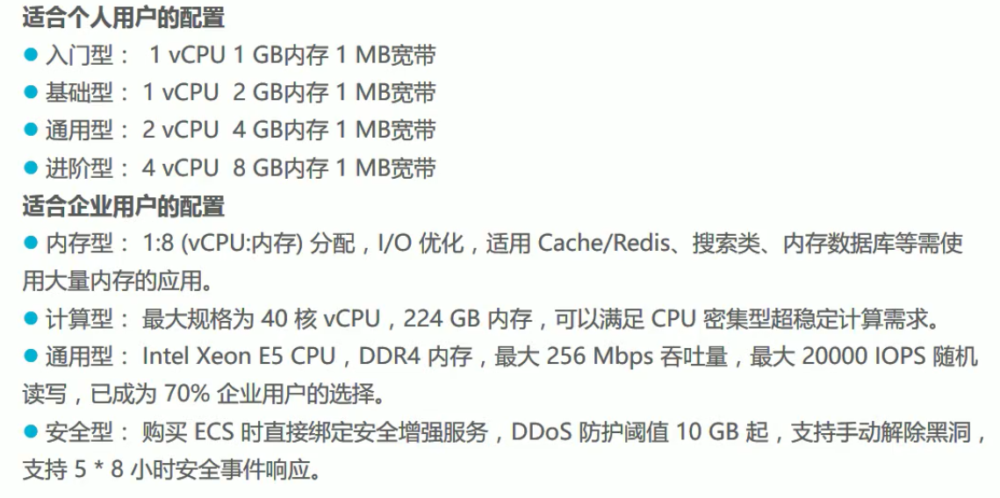 适合个人用户的配置
● 入门型： 1 vCPU 1 GB内存 1 MB宽带
● 基础型：1 vCPU 2 GB内存 1 MB宽带
● 通用型：2 vCPU 4 GB内存 1 MB宽带
● 进阶型：4 vCPU 8 GB内存 1 MB宽带
适合企业用户的配置
● 内存型：1:8 (vCPU:内存) 分配，I/O 优化，适用 Cache/Redis、搜索类、内存数据库等需使
用大量内存的应用。
● 计算型：最大规格为 40 核 vCPU，224 GB 内存，可以满足 CPU 密集型超稳定计算需求。
● 通用型：Intel Xeon E5 CPU，DDR4 内存，最大 256 Mbps 吞吐量，最大 20000 IOPS 随机
读写，已成为 70% 企业用户的选择。
● 安全型：购买 ECS 时直接绑定安全增强服务，DDoS 防护阈值 10 GB 起，支持手动解除黑洞，
支持 5 * 8 小时安全事件响应。